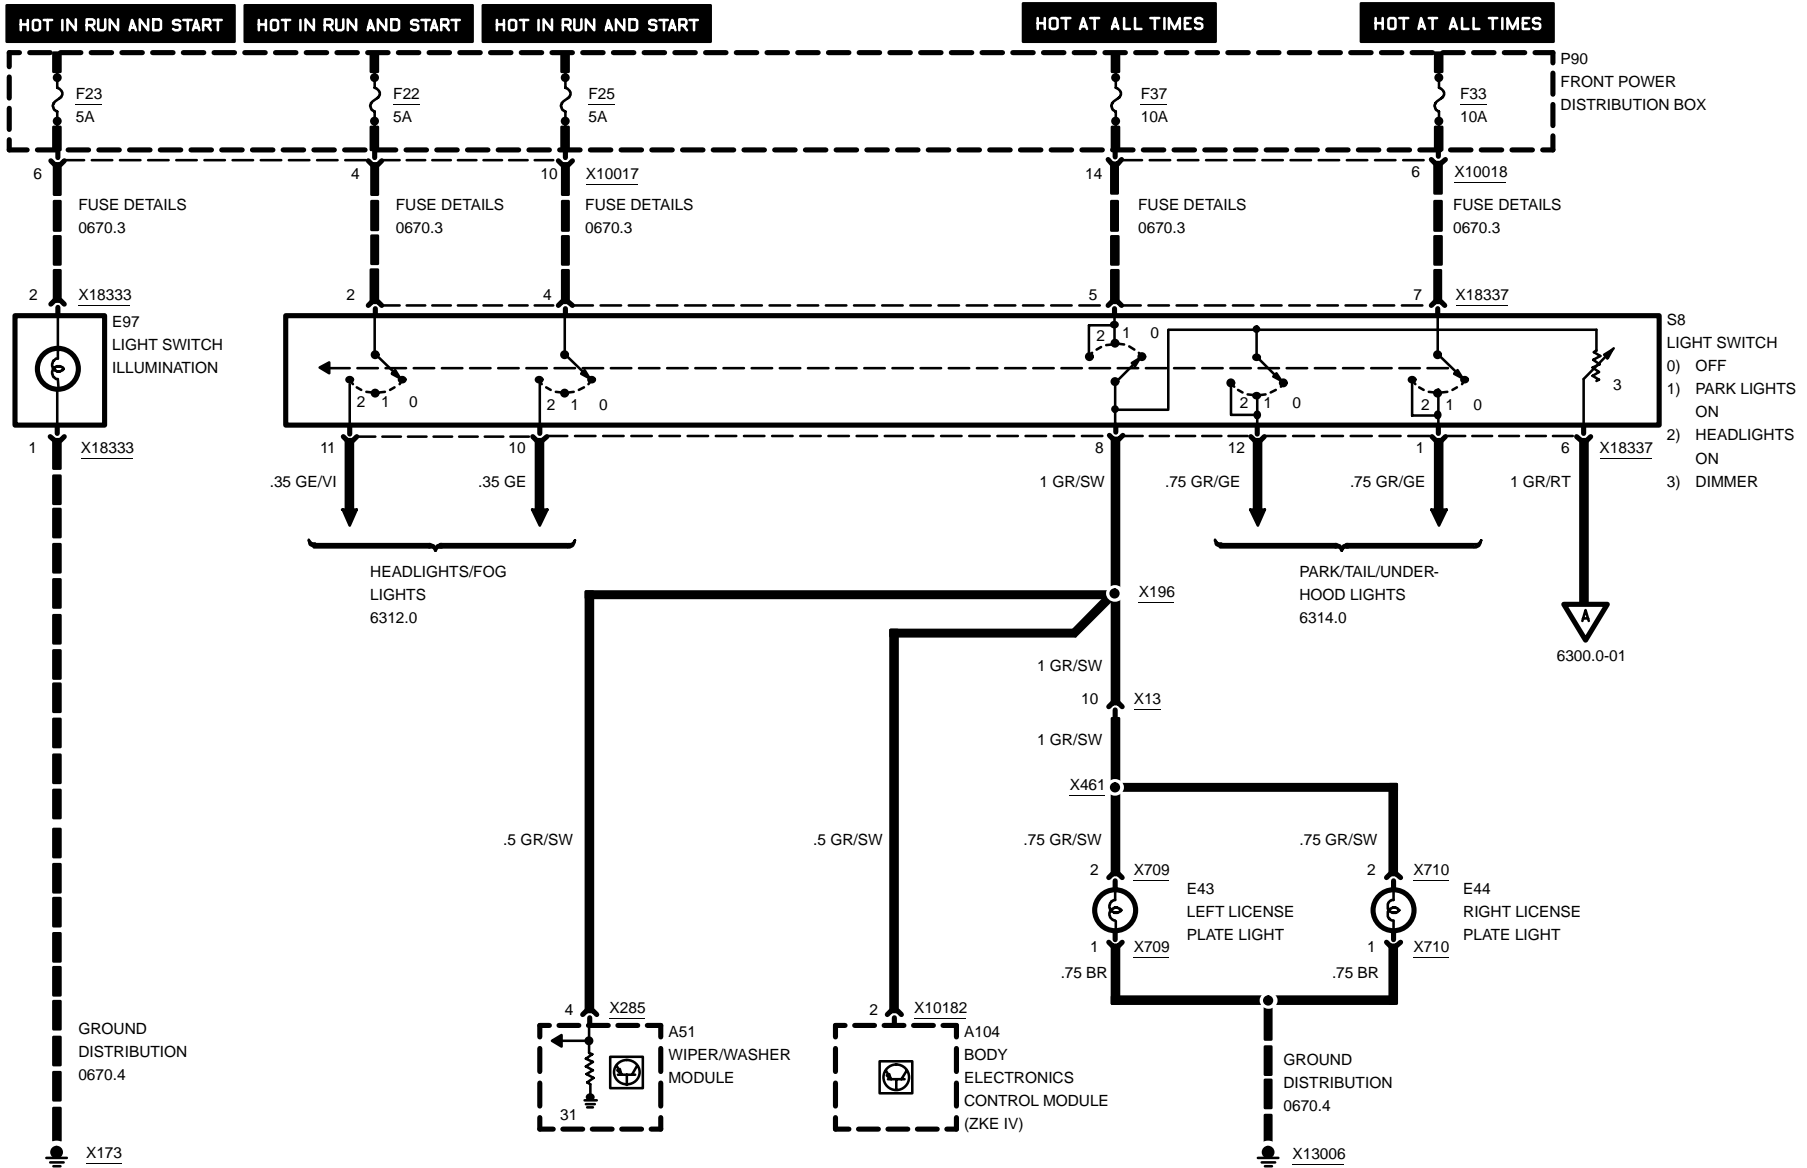 HOT IN RUN AND START
HOT IN RUN AND START
HOT IN RUN AND START
HOT AT ALL TIMES
HOT AT ALL TIMES
F23
5A
F22
5A
F25
5A
F37
10A
F33
10A
P90
FRONT POWER
DISTRIBUTION BOX
6
4
10
X10017
14
6
X10018
FUSE DETAILS
0670.3
FUSE DETAILS
0670.3
FUSE DETAILS
0670.3
FUSE DETAILS
0670.3
FUSE DETAILS
0670.3
2
X18333
2
4
5
7
X18337
E97
LIGHT SWITCH
ILLUMINATION
2
1
0
2
1
0
2
1
0
2
1
0
2
1
0
3
S8
LIGHT SWITCH
0) OFF
1) PARK LIGHTS
ON
2) HEADLIGHTS
ON
3) DIMMER
1
X18333
11
10
8
12
1
6
X18337
.35 GE/VI
.35 GE
1 GR/SW
.75 GR/GE
.75 GR/GE
1 GR/RT
HEADLIGHTS/FOG
LIGHTS
6312.0
PARK/TAIL/UNDER-
HOOD LIGHTS
6314.0
A
6300.0-01
X196
1 GR/SW
10
X13
1 GR/SW
X461
.5 GR/SW
.5 GR/SW
.75 GR/SW
.75 GR/SW
2
X709
2
X710
E43
LEFT LICENSE
PLATE LIGHT
E44
RIGHT LICENSE
PLATE LIGHT
1
X709
1
X710
.75 BR
.75 BR
4
X285
2
X10182
A51
WIPER/WASHER
MODULE
31
A104
BODY
ELECTRONICS
CONTROL MODULE
(ZKE IV)
GROUND
DISTRIBUTION
0670.4
GROUND
DISTRIBUTION
0670.4
X173
X13006